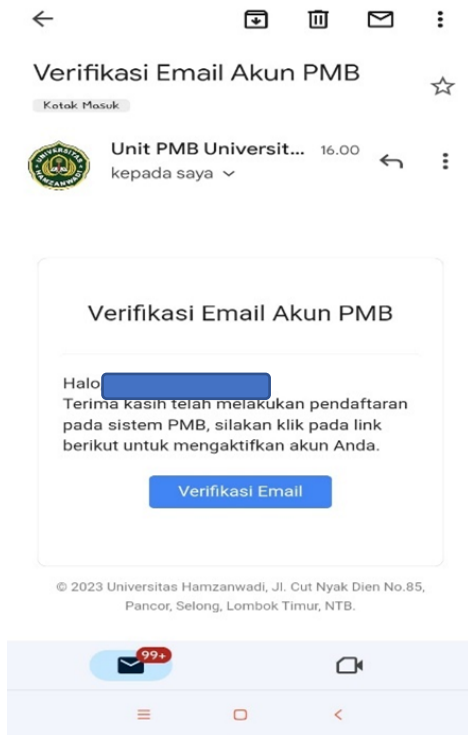 Verifikasi Email Akun PMB
Kotak Masuk
Unit PMB Universit... 16.00
kepada saya
UNIVERSITAS
HAMZANWADI
Verifikasi Email Akun PMB
Halo
Terima kasih telah melakukan pendaftaran
pada sistem PMB, silakan klik pada link
berikut untuk mengaktifkan akun Anda.
Verifikasi Email
© 2023 Universitas Hamzanwadi, Jl. Cut Nyak Dien No.85,
Pancor, Selong, Lombok Timur, NTB.
99+